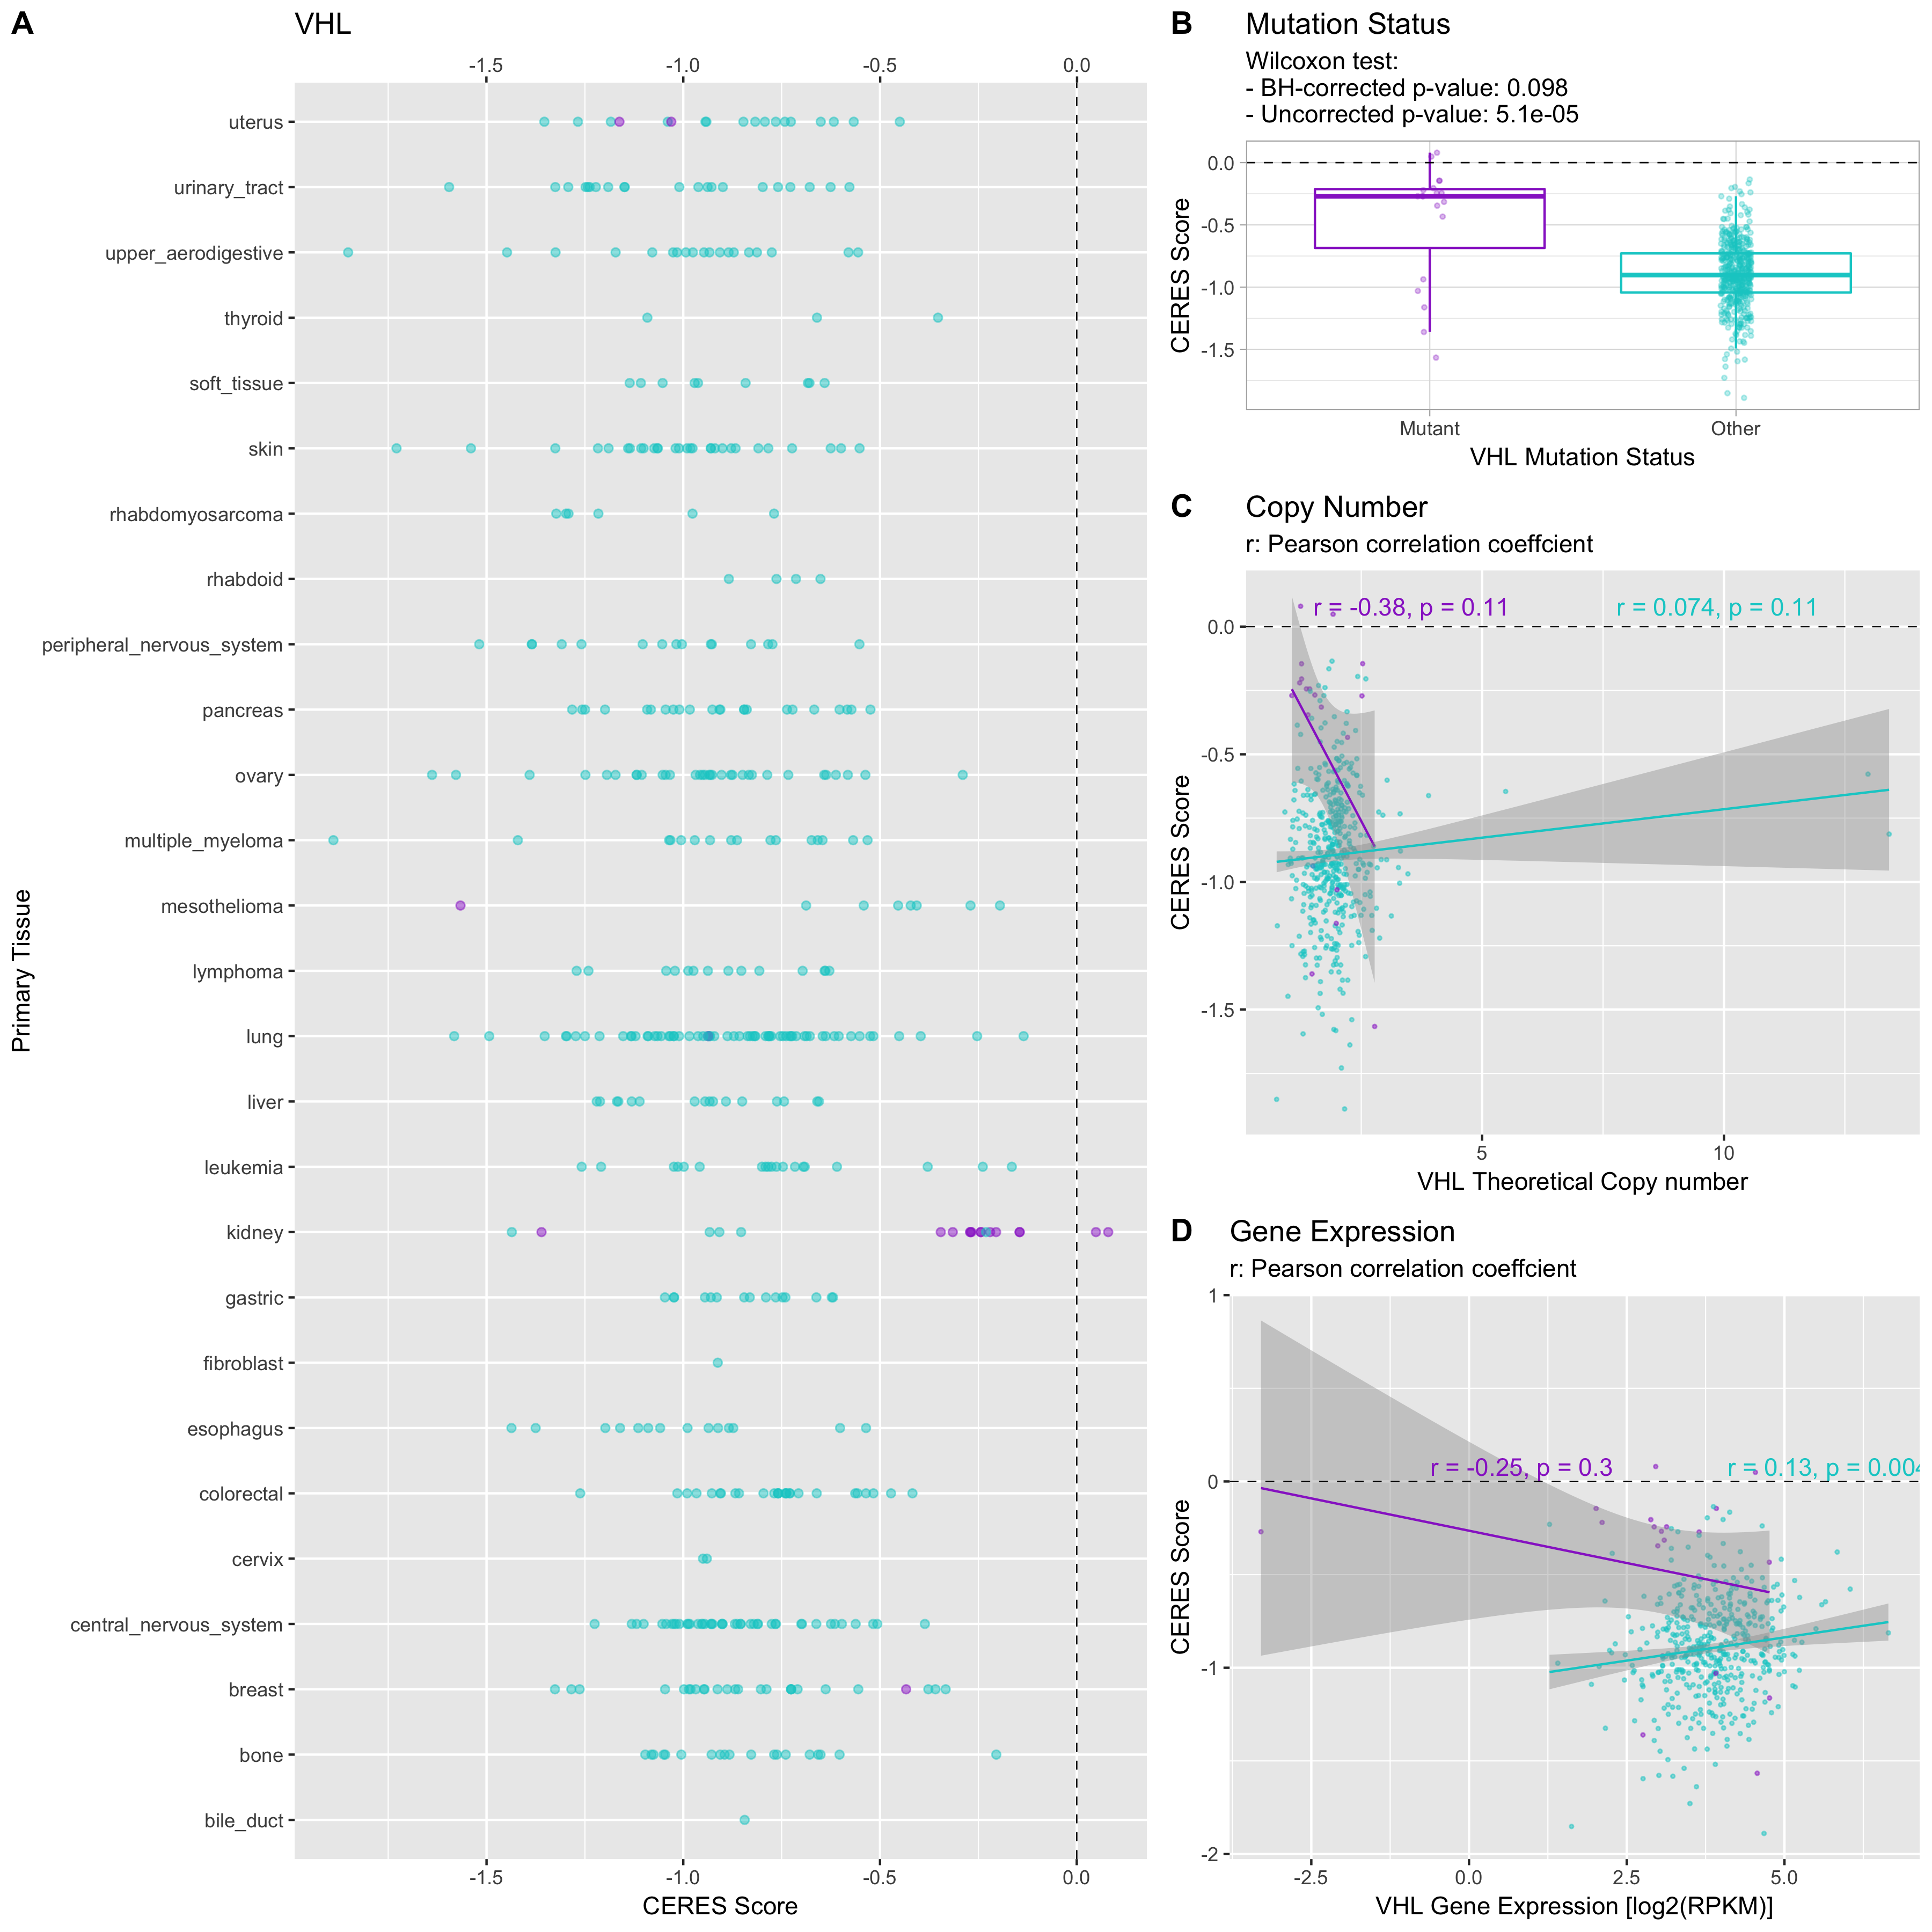 A
VHL
-1.5
-1.0
-0.5
0.0
uterus
urinary_tract
upper_aerodigestive
thyroid
soft_tissue
skin
rhabdomyosarcoma
rhabdoid
peripheral_nervous_system
pancreas
ovary
multiple_myeloma
mesothelioma
lymphoma
lung
liver
leukemia
kidney
gastric
fibroblast
esophagus
colorectal
cervix
central_nervous_system
breast
bone
bile_duct
Primary Tissue
-1.5
-1.0
-0.5
0.0
CERES Score
B
Mutation Status
Wilcoxon test:
- BH-corrected p-value: 0.098
- Uncorrected p-value: 5.1e-05
0.0
-0.5
-1.0
-1.5
CERES Score
Mutant
Other
VHL Mutation Status
C
Copy Number
r: Pearson correlation coeffcient
r = -0.38, p = 0.11
r = 0.074, p = 0.11
0.0
-0.5
-1.0
-1.5
CERES Score
5
10
VHL Theoretical Copy number
D
Gene Expression
r: Pearson correlation coeffcient
r = -0.25, p = 0.3
r = 0.13, p = 0.004
1
0
-1
-2
CERES Score
-2.5
0.0
2.5
5.0
VHL Gene Expression [log2(RPKM)]